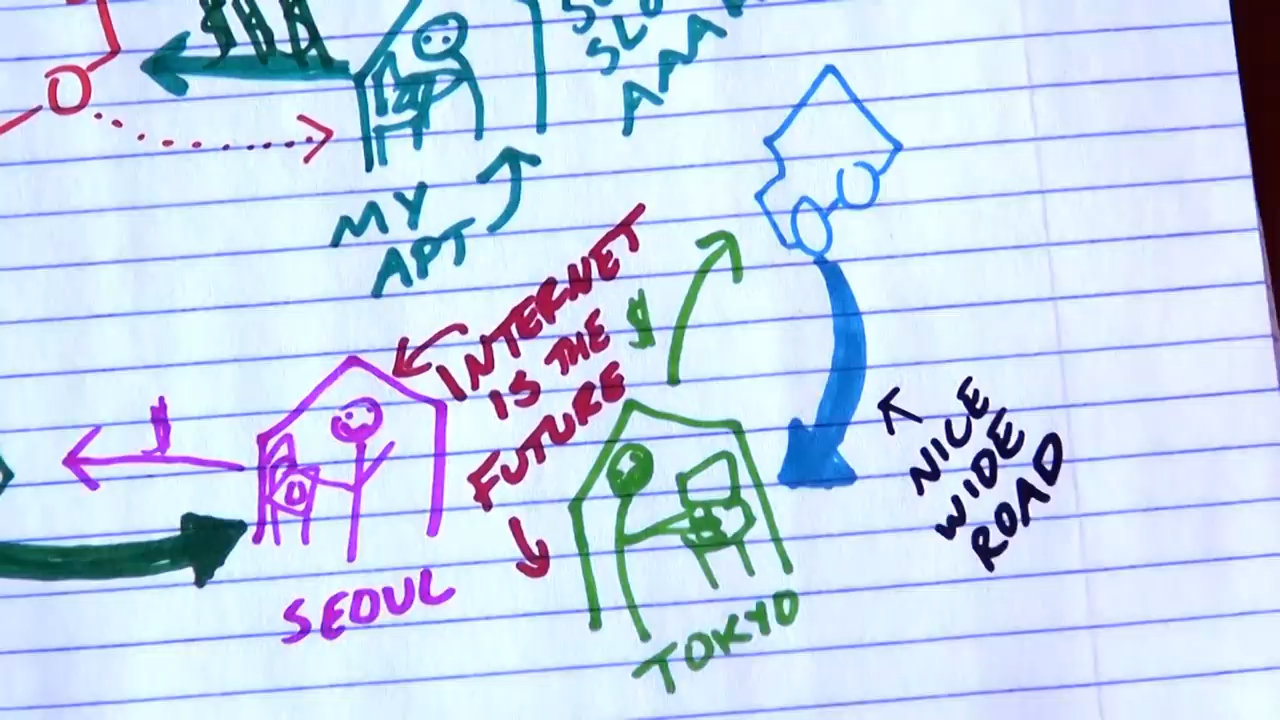 $$$
MY
APT
INTERNET
IS THE
FUTURE
$
$
NICE
WIDE
ROAD
SEOUL
TOKYO